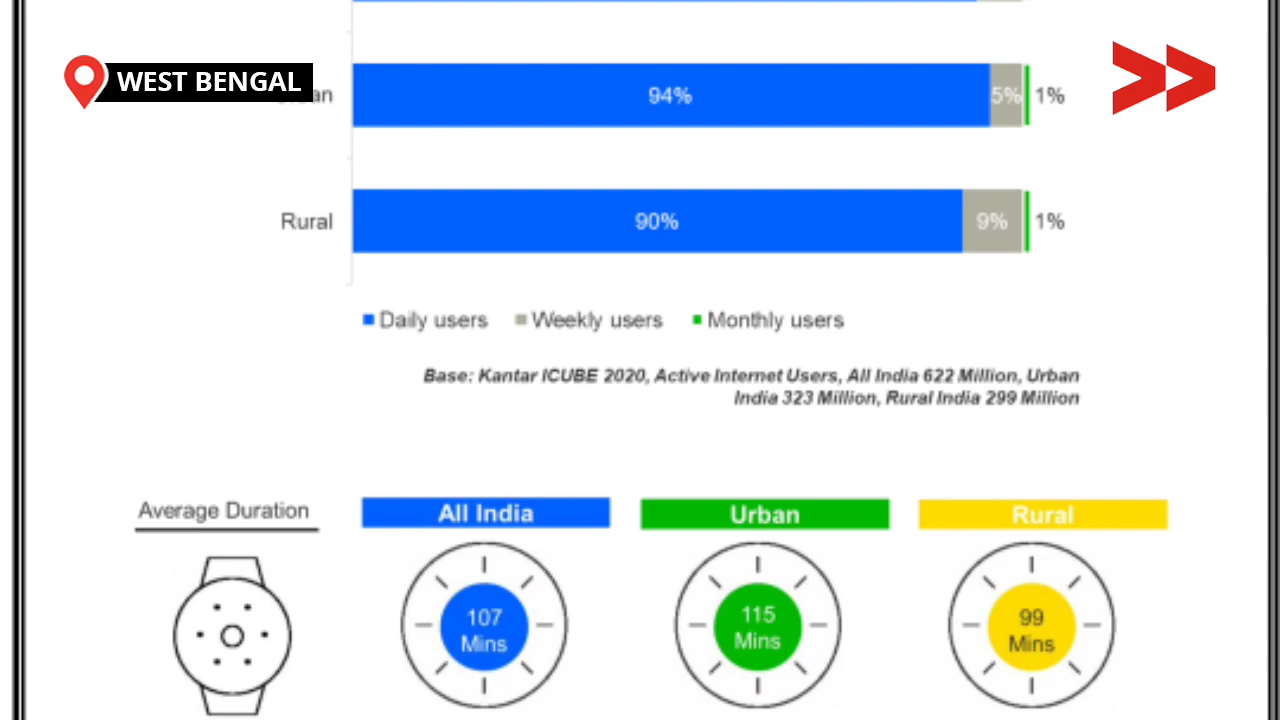 WEST BENGAL
94%
5%
1%
Rural
90%
9%
1%
Daily users
Weekly users
Monthly users
Base: Kantar ICUBE 2020, Active Internet Users, All India 622 Million, Urban
India 323 Million, Rural India 299 Million
Average Duration
All India
Urban
Rural
107
Mins
115
Mins
99
Mins